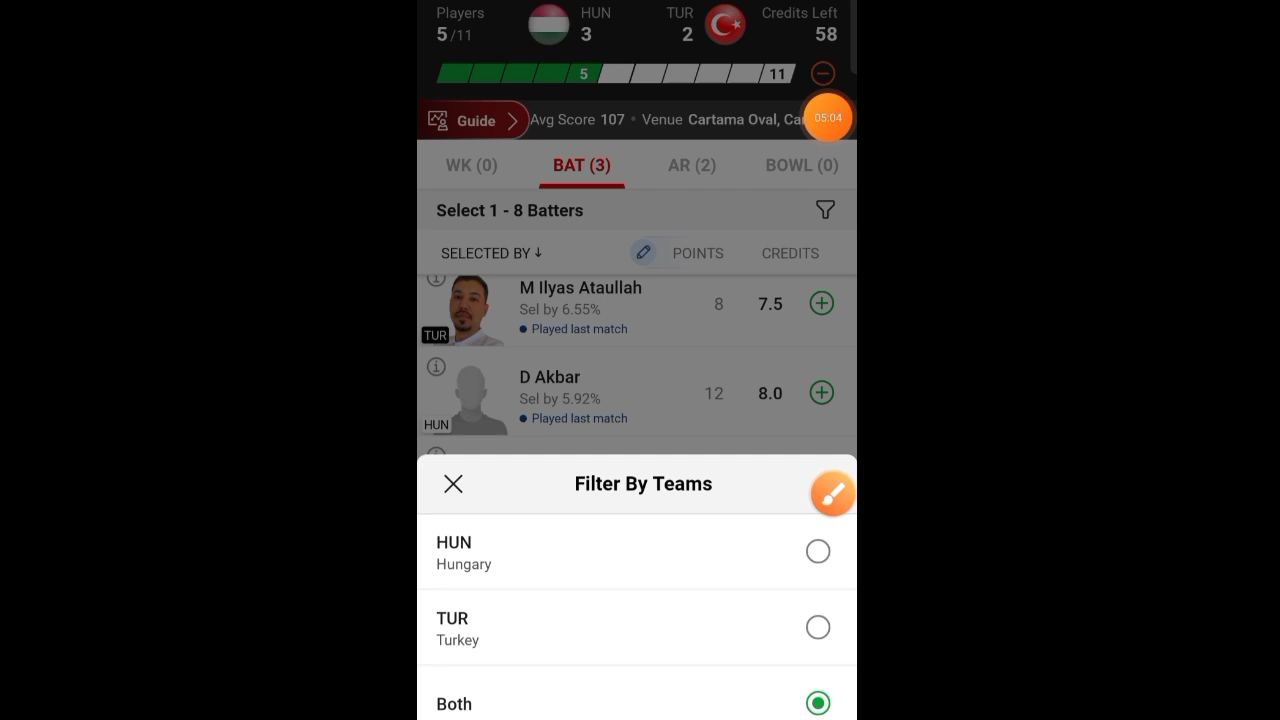 Players HUN TUR Credits Left
5/11 3 2 58
5 11
Guide Avg Score 107 • Venue Cartama Oval, Car
05:04
WK (0) BAT (3) AR (2) BOWL (0)
Select 1 - 8 Batters
SELECTED BY ↓ POINTS CREDITS
M Ilyas Ataullah
Sel by 6.55% 8 7.5
Played last match
TUR
D Akbar
Sel by 5.92% 12 8.0
Played last match
HUN
Filter By Teams
HUN
Hungary
TUR
Turkey
Both